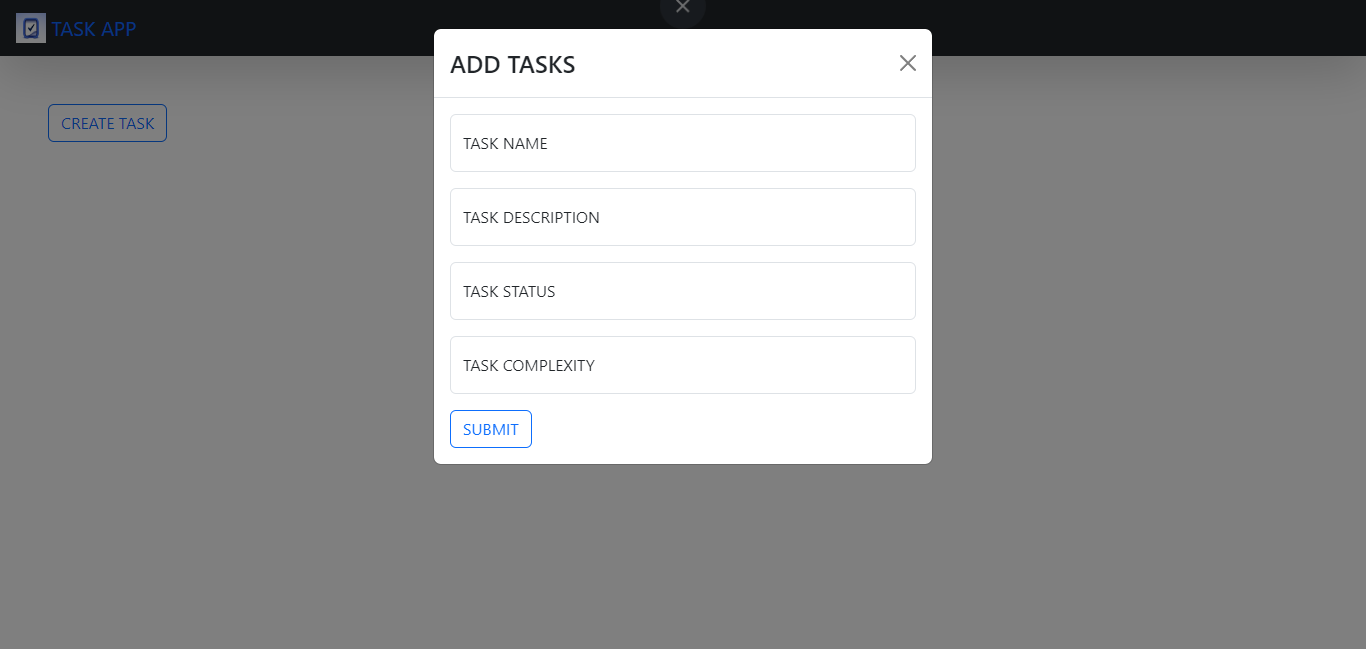 TASK APP
CREATE TASK
ADD TASKS
TASK NAME
TASK DESCRIPTION
TASK STATUS
TASK COMPLEXITY
SUBMIT